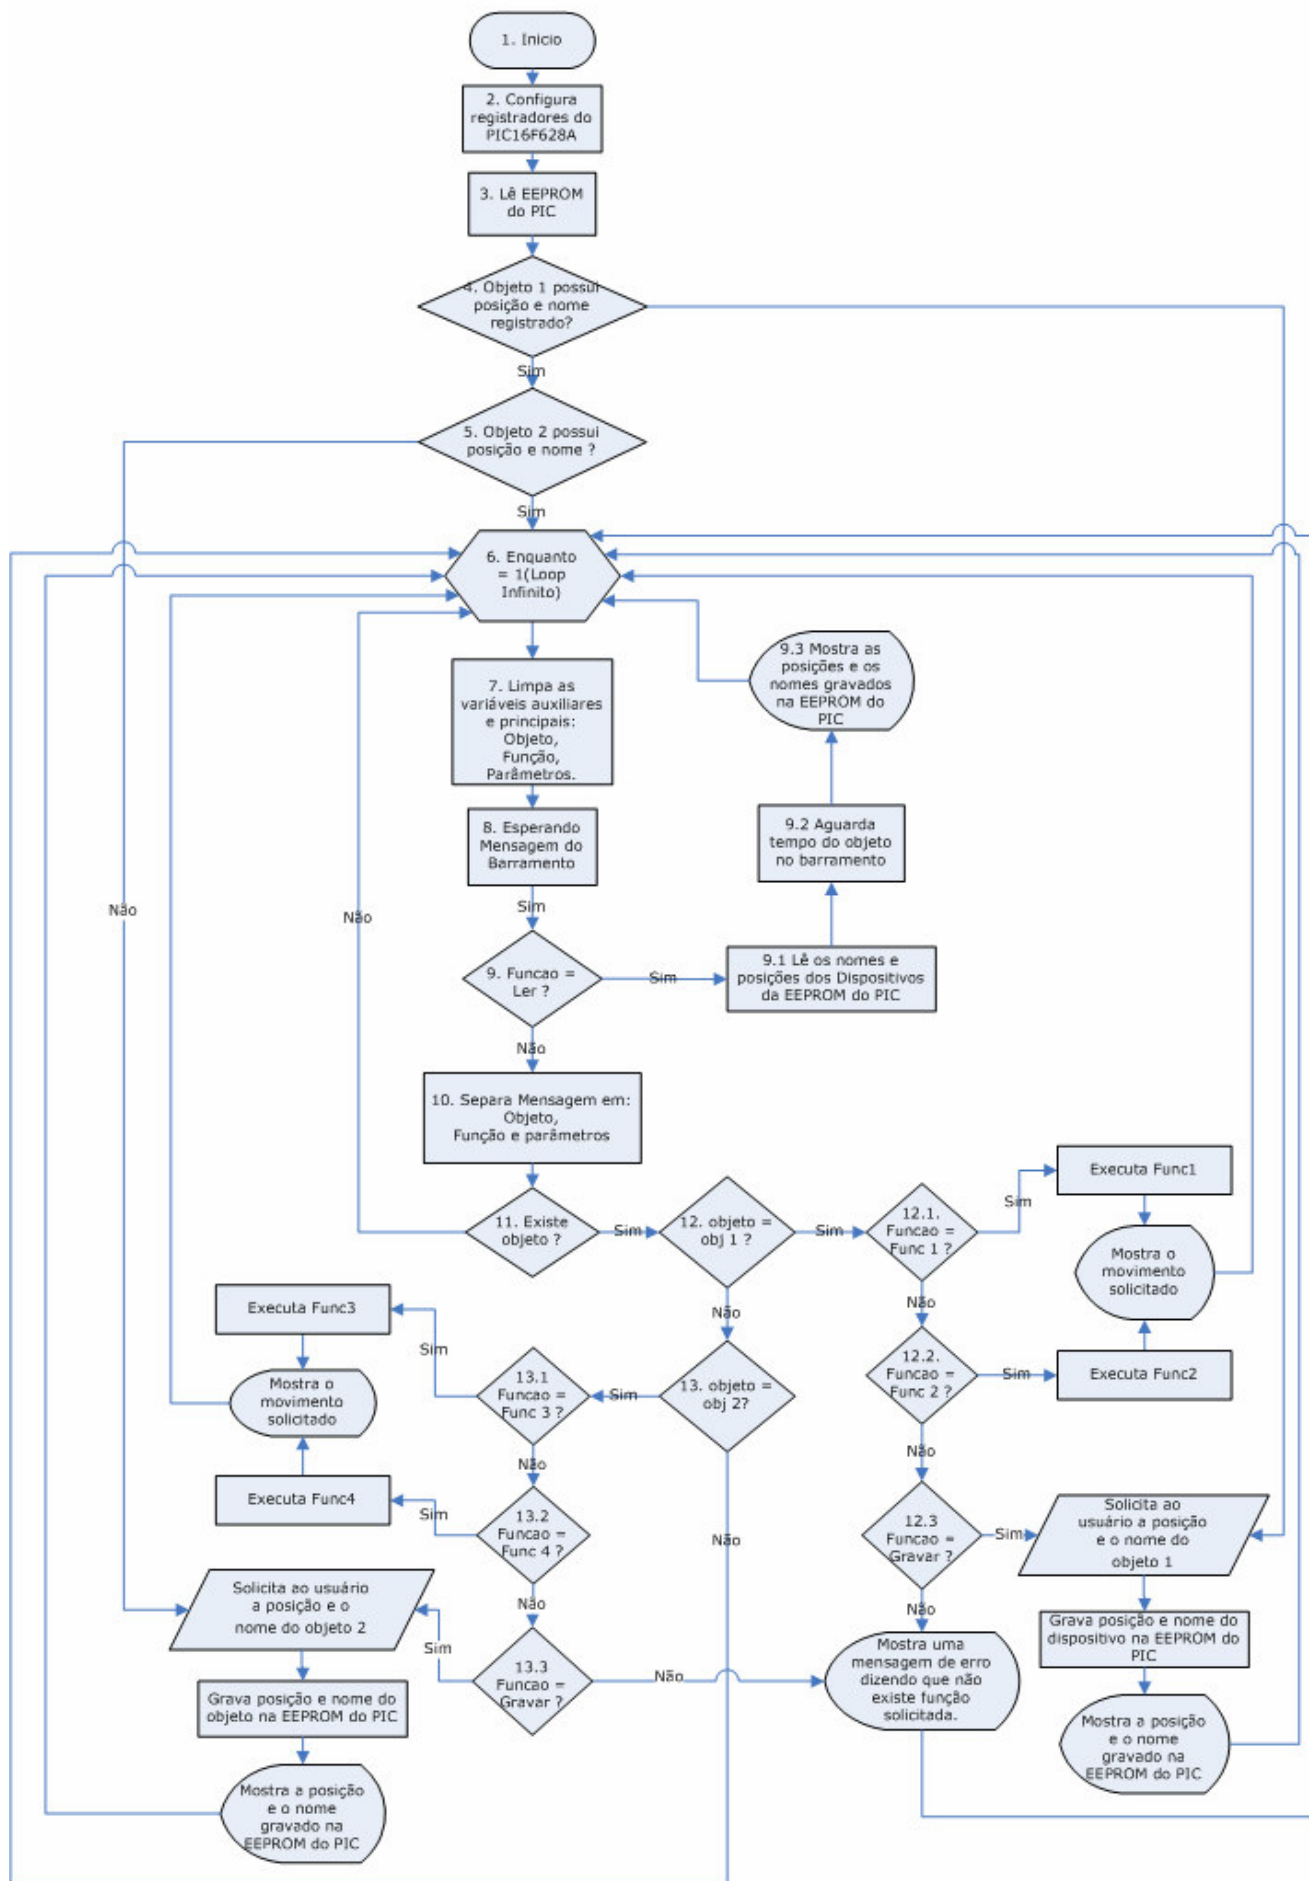 1. Inicio
2. Configura
registradores do
PIC16F628A
3. Lê EEPROM
do PIC
4. Objeto 1 possui
posição e nome
registrado?
Sim
5. Objeto 2 possui
posição e nome ?
Sim
6. Enquanto
= 1(Loop
Infinito)
7. Limpa as
variáveis auxiliares
e principais:
Objeto,
Função,
Parâmetros.
9.3 Mostra as
posições e os
nomes gravados
na EEPROM do
PIC
8. Esperando
Mensagem do
Barramento
9.2 Aguarda
tempo do objeto
no barramento
Não
Não
Sim
9. Funcao =
Ler ?
Sim
9.1 Lê os nomes e
posições dos Dispositivos
da EEPROM do PIC
Não
10. Separa Mensagem em:
Objeto,
Função e parâmetros
11. Existe
objeto ?
Sim
12. objeto =
obj 1 ?
Sim
12.1.
Funcao =
Func 1 ?
Sim
Executa Func1
Mostra o
movimento
solicitado
Não
Não
Executa Func3
Sim
Mostra o
movimento
solicitado
13.1
Funcao =
Func 3 ?
Sim
13. objeto =
obj 2?
12.2.
Funcao =
Func 2 ?
Sim
Executa Func2
Não
Não
Executa Func4
Sim
13.2
Funcao =
Func 4 ?
Não
12.3
Funcao =
Gravar ?
Sim
Solicita ao
usuário a posição
e o nome do
objeto 1
Não
Não
Solicita ao usuário
a posição e o
nome do objeto 2
Sim
13.3
Funcao =
Gravar ?
Não
Mostra uma
mensagem de erro
dizendo que não
existe função
solicitada.
Grava posição e nome do
dispositivo na EEPROM do
PIC
Grava posição e nome do
objeto na EEPROM do PIC
Mostra a posição
e o nome
gravado na
EEPROM do PIC
Mostra a posição
e o nome
gravado na
EEPROM do PIC